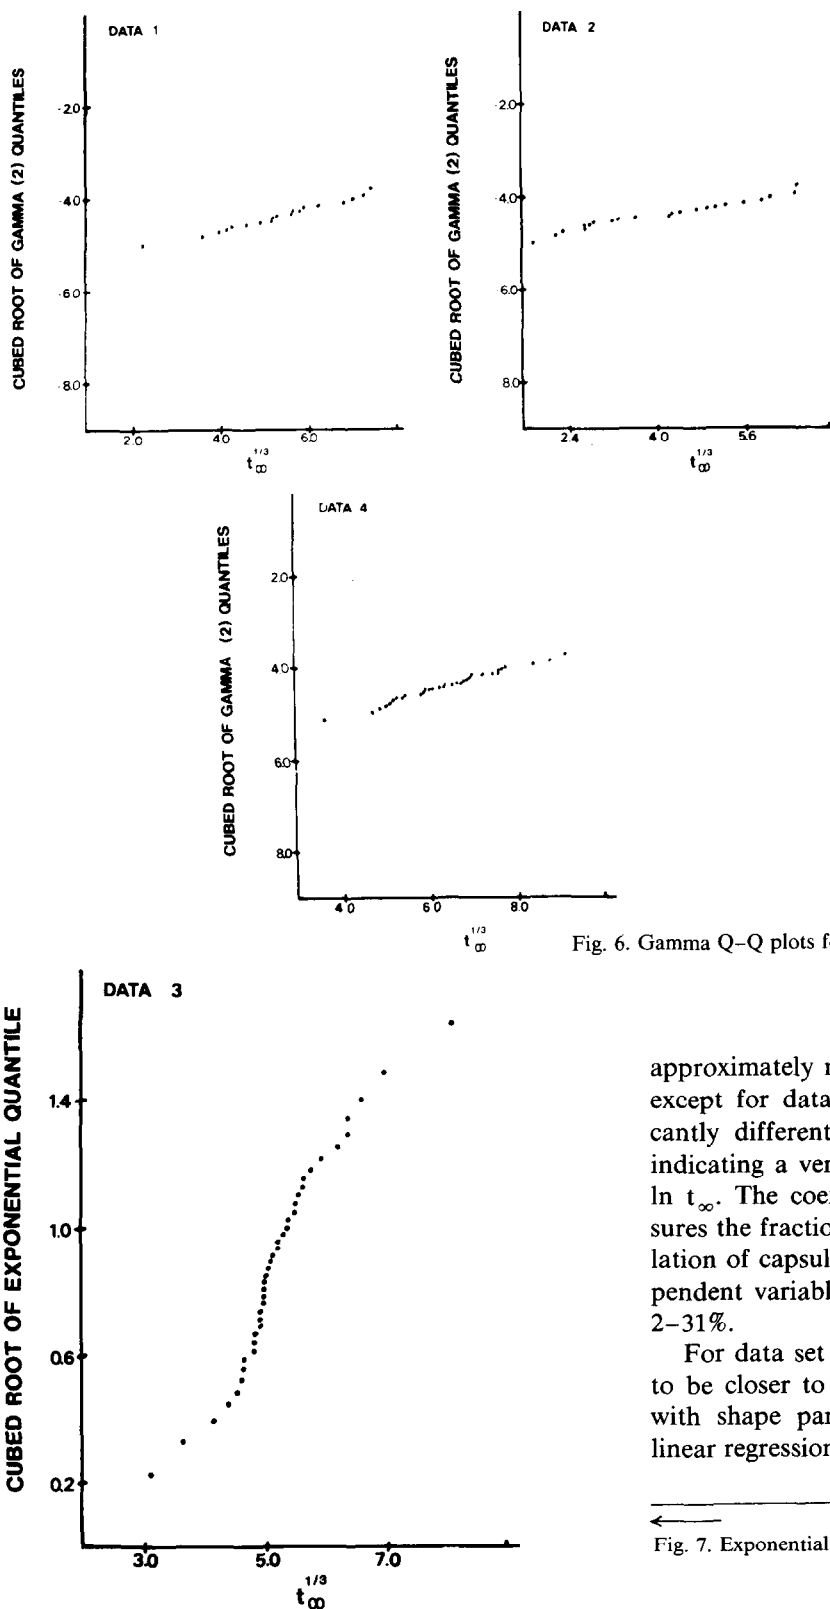 DATA 1
CUBED ROOT OF GAMMA (2) QUANTILES
-2.0
-4.0
-6.0
-8.0
2.0 4.0 6.0
t∞^1/3
DATA 2
CUBED ROOT OF GAMMA (2) QUANTILES
-2.0
-4.0
-6.0
8.0
2.4 4.0 5.6
t∞^1/3
DATA 4
CUBED ROOT OF GAMMA (2) QUANTILES
2.0
4.0
6.0
8.0
4.0 6.0 8.0
t∞^1/3
Fig. 6. Gamma Q–Q plots f
DATA 3
CUBED ROOT OF EXPONENTIAL QUANTILE
1.4
1.0
0.6
0.2
3.0 5.0 7.0
t∞^1/3
approximately
except for data
cantly different
indicating a ver
ln t∞. The coe
sures the fractio
lation of capsul
pendent variabl
2–31%.
For data set
to be closer to
with shape par
linear regression
Fig. 7. Exponential